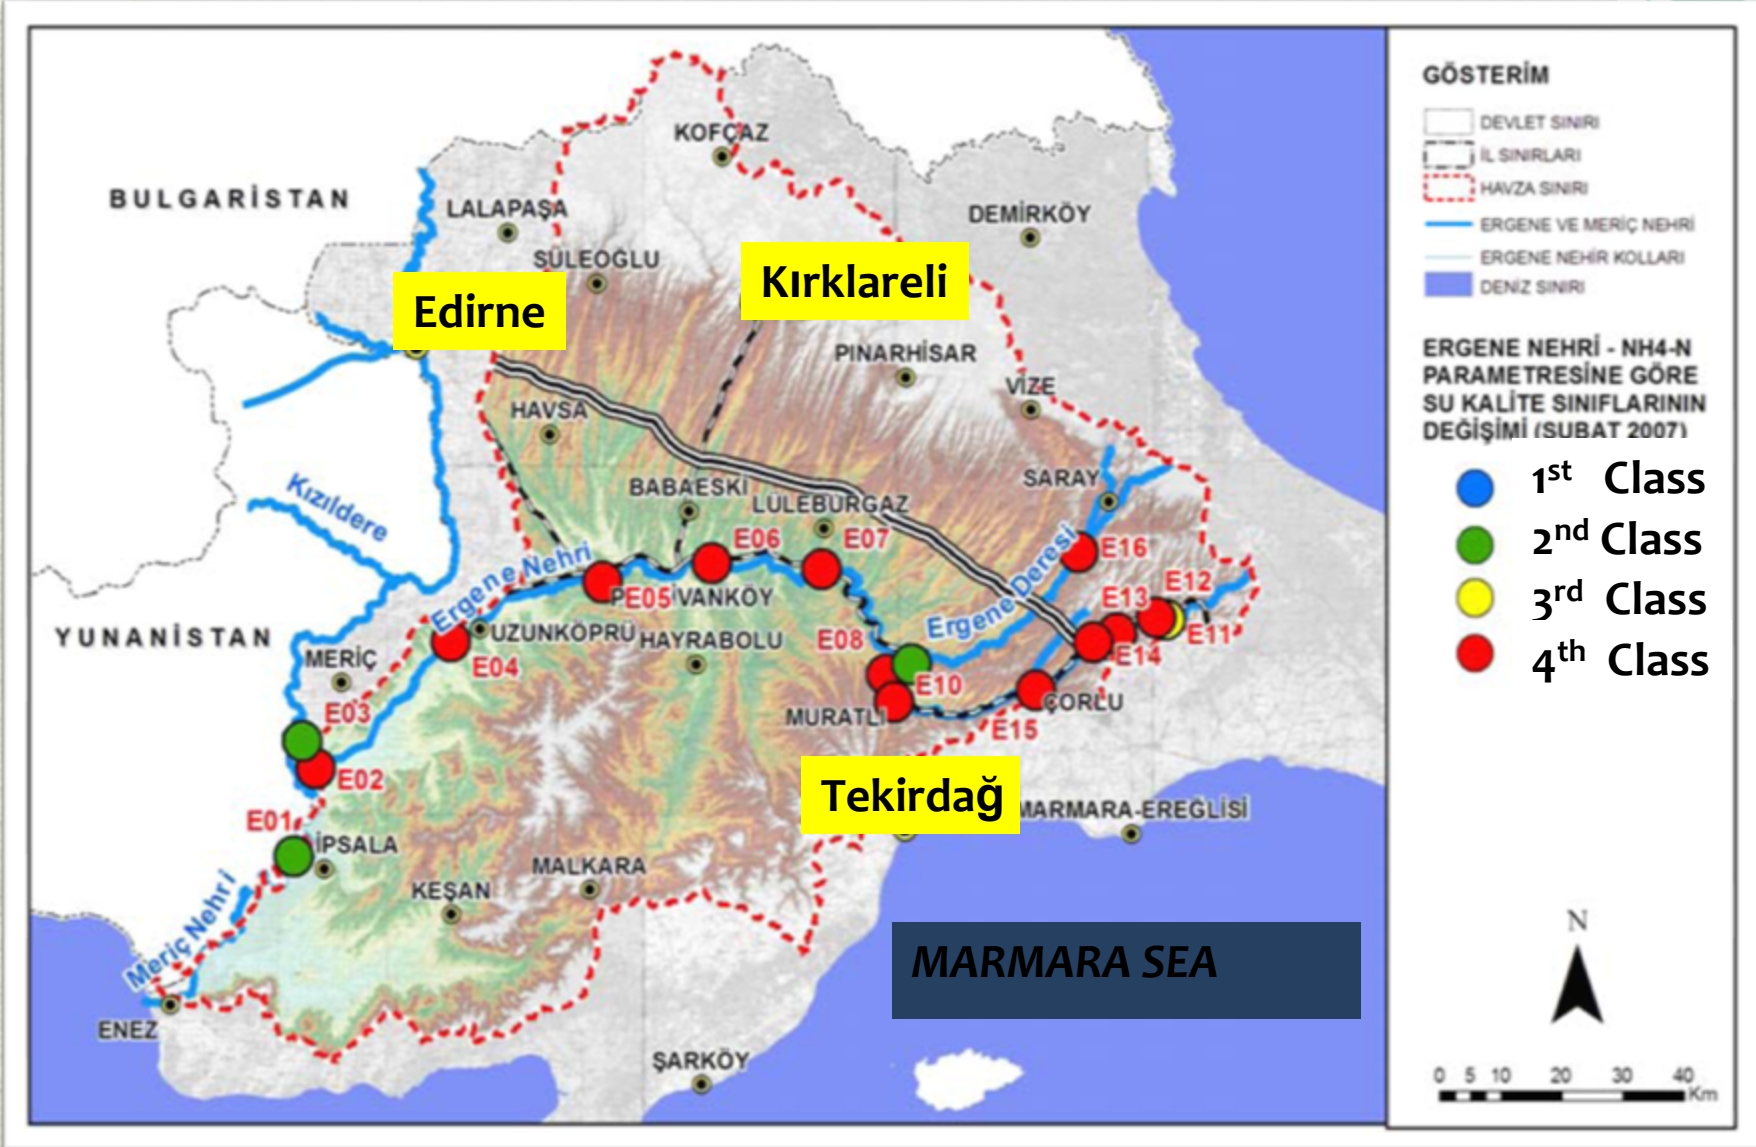 KOFÇAZ
BULGARİSTAN
LALAPAŞA
DEMİRKÖY
SÜLEOĞLU
Kırklareli
Edirne
PINARHİSAR
VİZE
HAVSA
SARAY
BABAESKİ
LÜLEBURGAZ
Kızıldere
E06
E07
E16
Ergene Nehri
Ergene Deresi
E12
E05
İVANKÖY
E13
YUNANİSTAN
UZUNKÖPRÜ
HAYRABOLU
E08
E11
MERİÇ
E04
E14
E10
E03
MURATLI
ÇORLU
E15
E02
Tekirdağ
MARMARA-EREĞLİSİ
E01
İPSALA
MALKARA
KEŞAN
Meriç Nehri
MARMARA SEA
ENEZ
ŞARKÖY
GÖSTERİM
DEVLET SINIRI
İL SINIRLARI
HAVZA SINIRI
ERGENE VE MERİÇ NEHRİ
ERGENE NEHİR KOLLARI
DENİZ SINIRI
ERGENE NEHRİ - NH4-N
PARAMETRESİNE GÖRE
SU KALİTE SINIFLARININ
DEĞİŞİMİ (ŞUBAT 2007)
1st Class
2nd Class
3rd Class
4th Class
N
0 5 10 20 30 40
Km